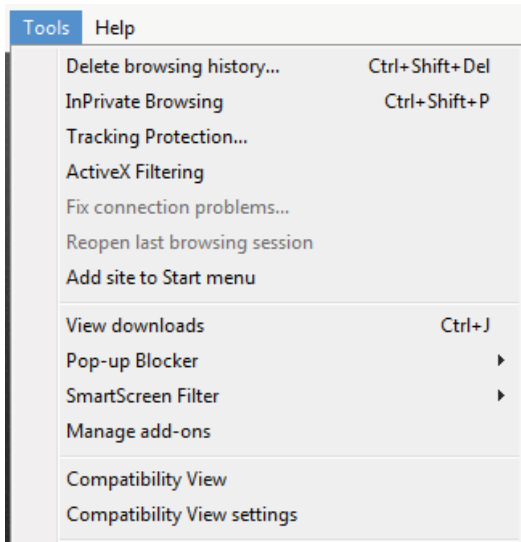 Tools Help
Delete browsing history... Ctrl+Shift+Del
InPrivate Browsing Ctrl+Shift+P
Tracking Protection...
ActiveX Filtering
Fix connection problems...
Reopen last browsing session
Add site to Start menu
View downloads Ctrl+J
Pop-up Blocker
SmartScreen Filter
Manage add-ons
Compatibility View
Compatibility View settings